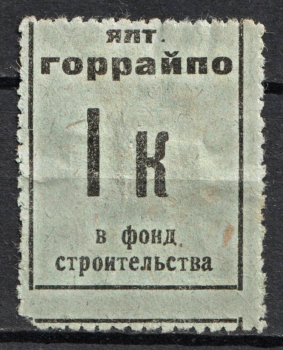 ялт.
горрайпо
1 к
в фонд
строительства